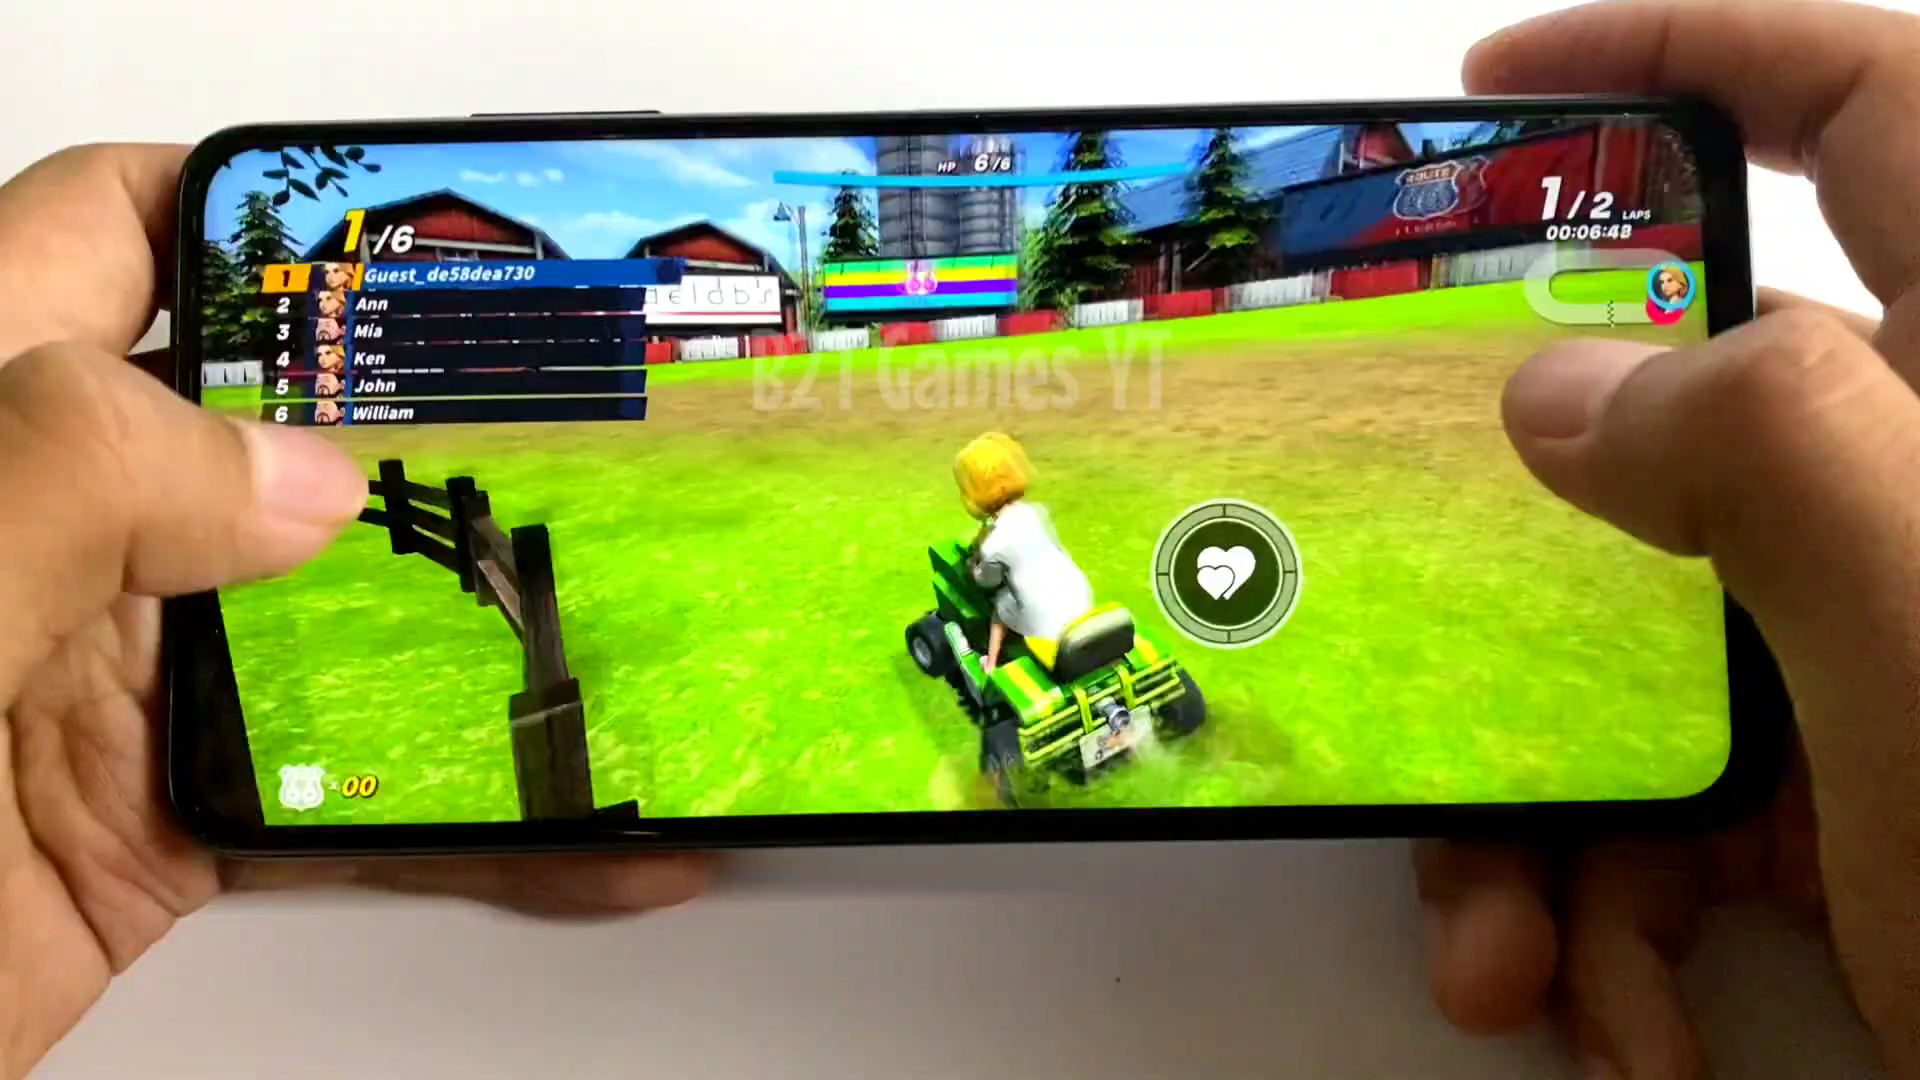 HP 6/6
1/6
1 Guest_de58dea730
2 Ann
3 Mia
4 Ken
5 John
6 William
ROUTE
1/2 LAPS
00:06:48
B2T Games YT
×00